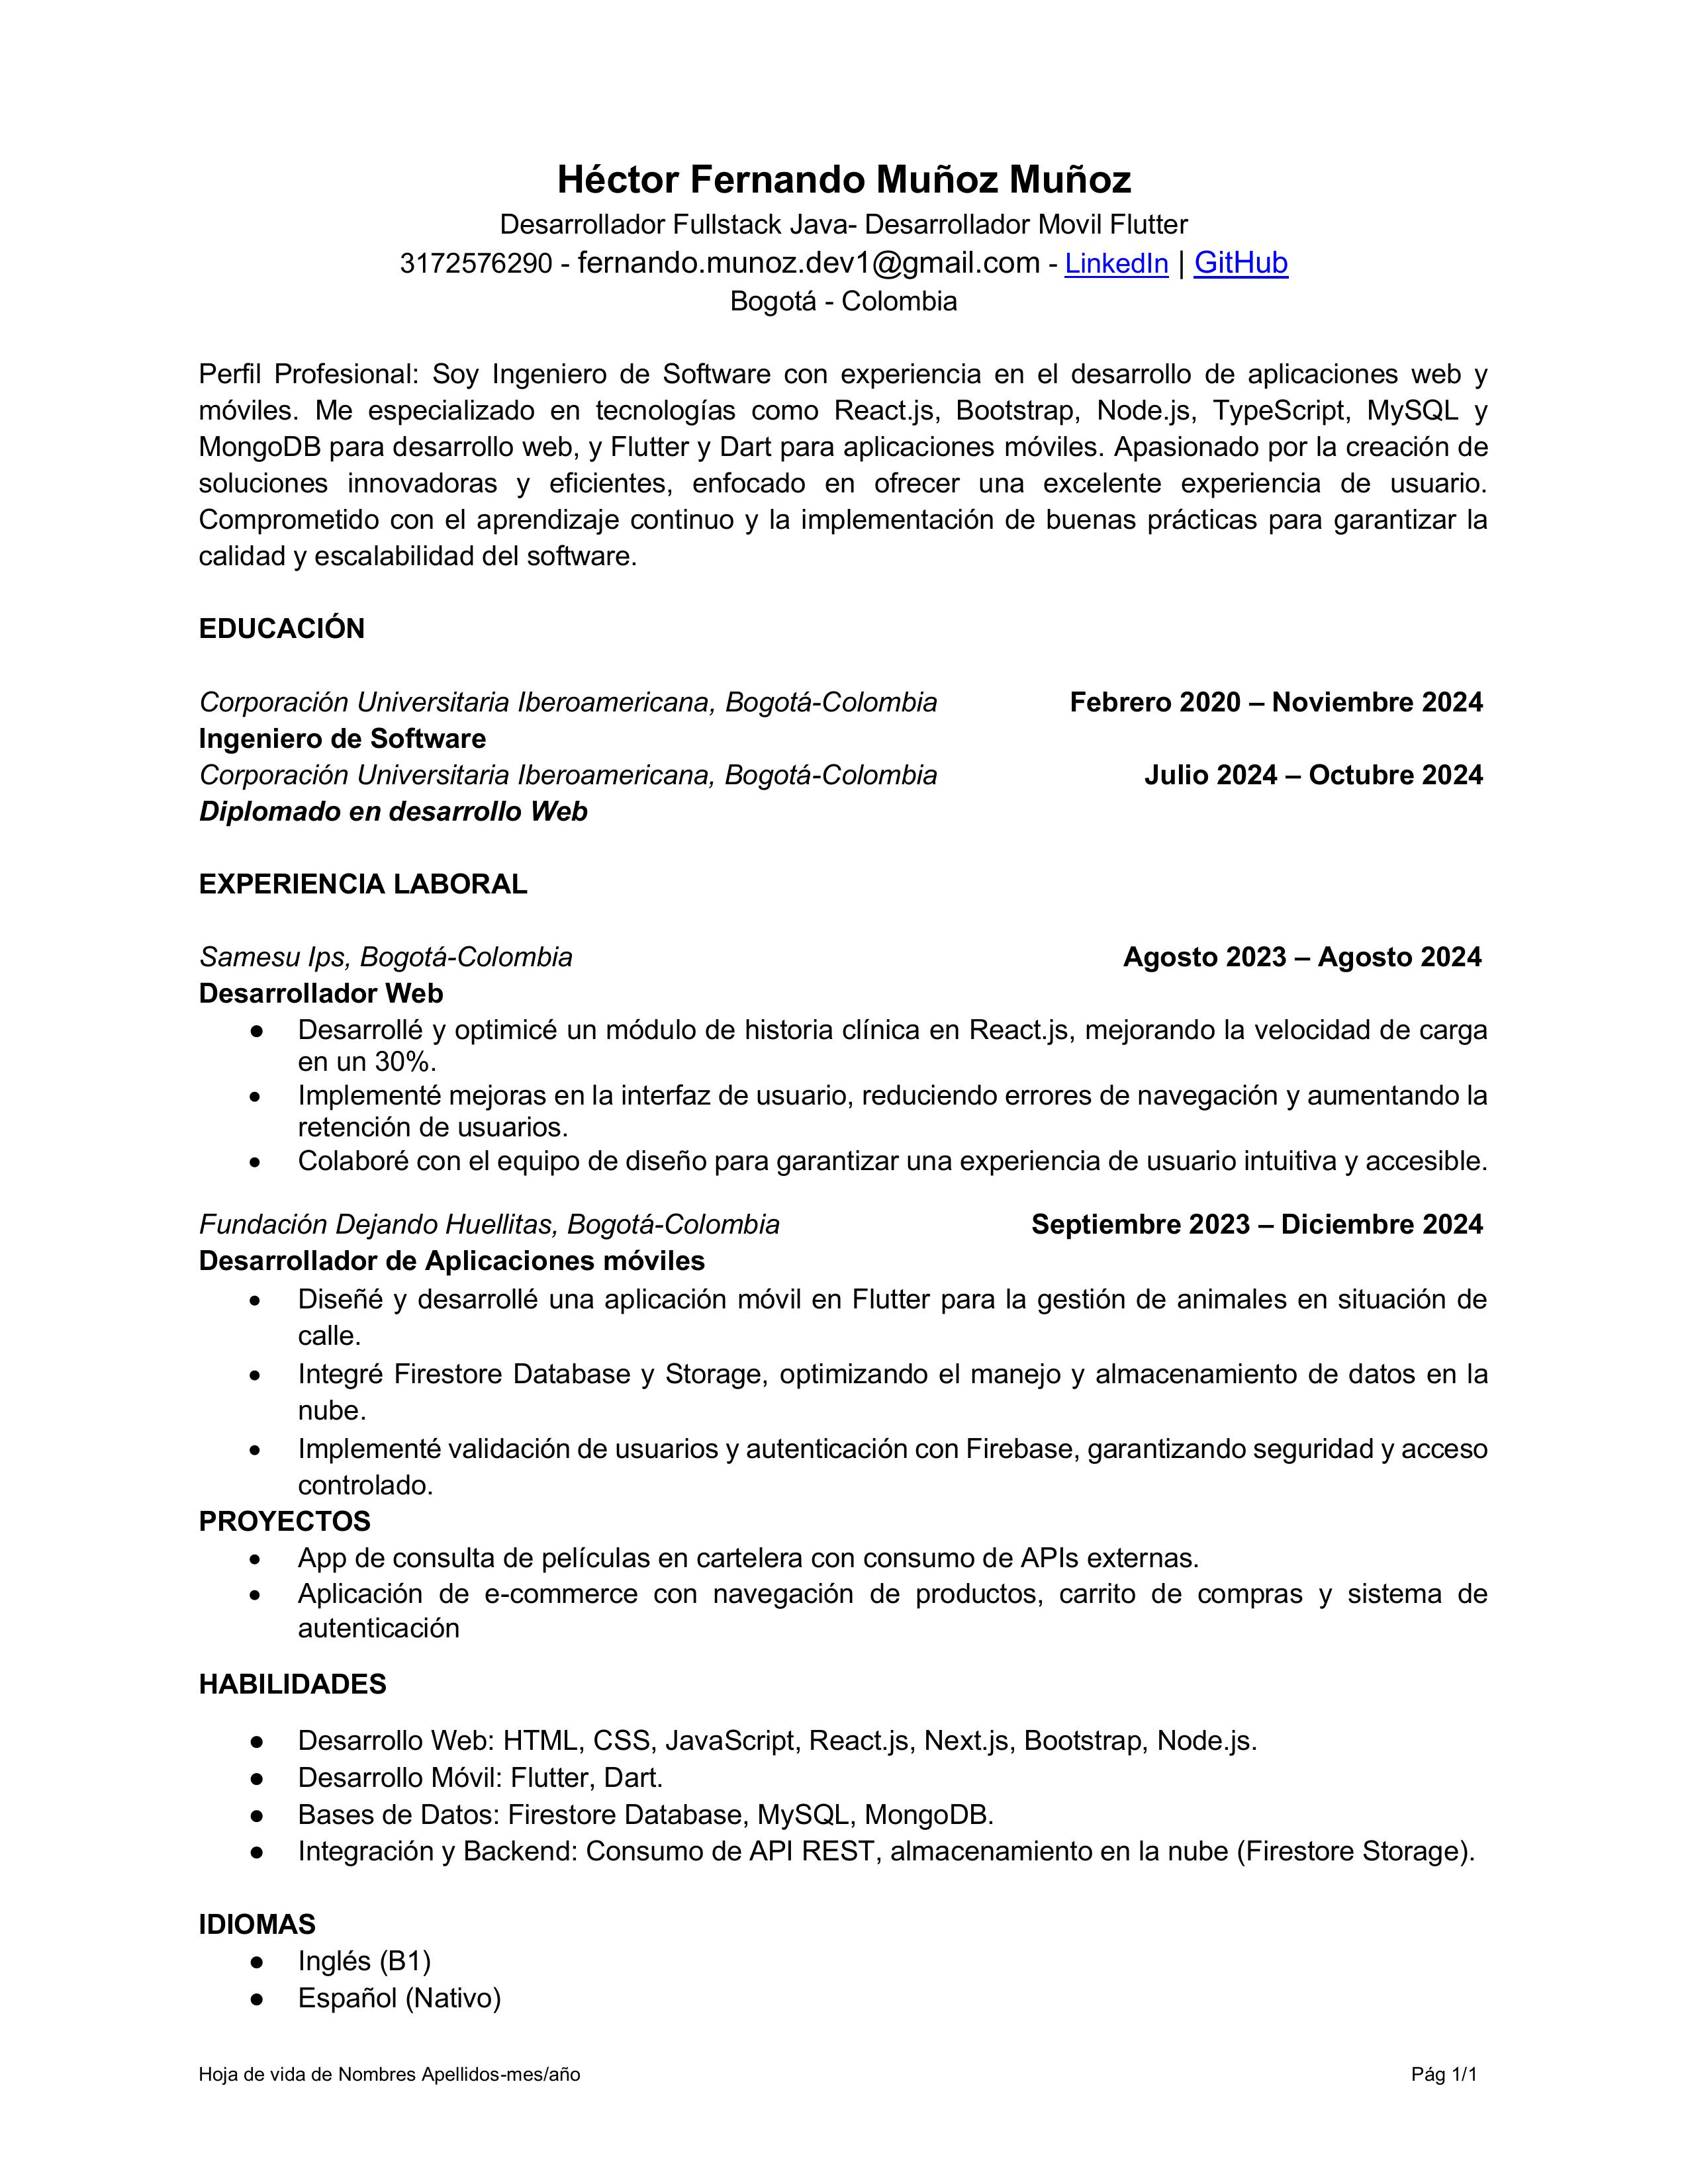 Héctor Fernando Muñoz Muñoz
Desarrollador Fullstack Java- Desarrollador Movil Flutter
3172576290 - fernando.munoz.dev1@gmail.com - LinkedIn | GitHub
Bogotá - Colombia
Perfil Profesional: Soy Ingeniero de Software con experiencia en el desarrollo de aplicaciones web y
móviles. Me especializado en tecnologías como React.js, Bootstrap, Node.js, TypeScript, MySQL y
MongoDB para desarrollo web, y Flutter y Dart para aplicaciones móviles. Apasionado por la creación de
soluciones innovadoras y eficientes, enfocado en ofrecer una excelente experiencia de usuario.
Comprometido con el aprendizaje continuo y la implementación de buenas prácticas para garantizar la
calidad y escalabilidad del software.
EDUCACIÓN
Corporación Universitaria Iberoamericana, Bogotá-Colombia Febrero 2020 – Noviembre 2024
Ingeniero de Software
Corporación Universitaria Iberoamericana, Bogotá-Colombia Julio 2024 – Octubre 2024
Diplomado en desarrollo Web
EXPERIENCIA LABORAL
Samesu Ips, Bogotá-Colombia Agosto 2023 – Agosto 2024
Desarrollador Web
● Desarrollé y optimicé un módulo de historia clínica en React.js, mejorando la velocidad de carga
en un 30%.
● Implementé mejoras en la interfaz de usuario, reduciendo errores de navegación y aumentando la
retención de usuarios.
● Colaboré con el equipo de diseño para garantizar una experiencia de usuario intuitiva y accesible.
Fundación Dejando Huellitas, Bogotá-Colombia Septiembre 2023 – Diciembre 2024
Desarrollador de Aplicaciones móviles
● Diseñé y desarrollé una aplicación móvil en Flutter para la gestión de animales en situación de
calle.
● Integré Firestore Database y Storage, optimizando el manejo y almacenamiento de datos en la
nube.
● Implementé validación de usuarios y autenticación con Firebase, garantizando seguridad y acceso
controlado.
PROYECTOS
● App de consulta de películas en cartelera con consumo de APIs externas.
● Aplicación de e-commerce con navegación de productos, carrito de compras y sistema de
autenticación
HABILIDADES
● Desarrollo Web: HTML, CSS, JavaScript, React.js, Next.js, Bootstrap, Node.js.
● Desarrollo Móvil: Flutter, Dart.
● Bases de Datos: Firestore Database, MySQL, MongoDB.
● Integración y Backend: Consumo de API REST, almacenamiento en la nube (Firestore Storage).
IDIOMAS
● Inglés (B1)
● Español (Nativo)
Hoja de vida de Nombres Apellidos-mes/año Pág 1/1